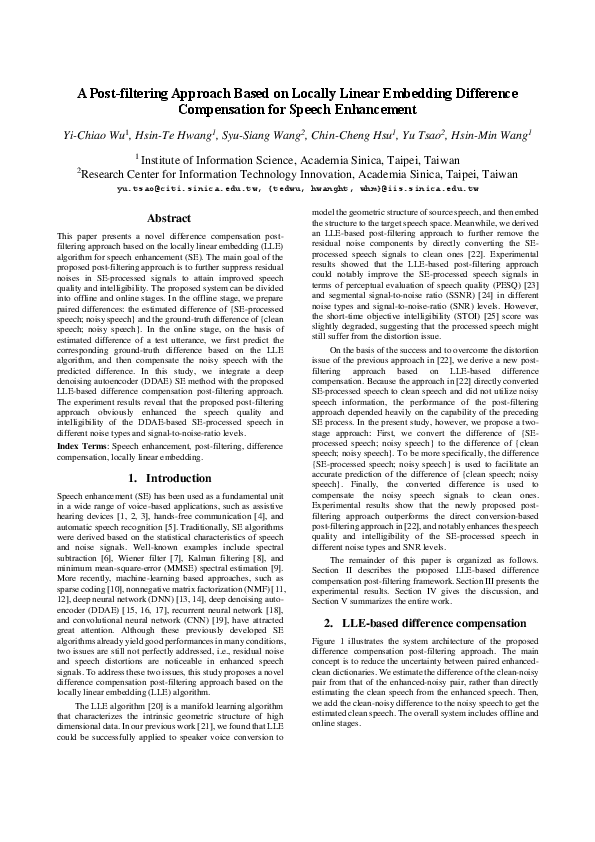 A Post-filtering Approach Based on Locally Linear Embedding Difference
Compensation for Speech Enhancement
Yi-Chiao Wu1, Hsin-Te Hwang1, Syu-Siang Wang2, Chin-Cheng Hsu1, Yu Tsao2, Hsin-Min Wang1
1 Institute of Information Science, Academia Sinica, Taipei, Taiwan
2Research Center for Information Technology Innovation, Academia Sinica, Taipei, Taiwan
yu.tsao@citi.sinica.edu.tw, {tedwu, hwanght, whm}@iis.sinica.edu.tw
Abstract
This paper presents a novel difference compensation post-
filtering approach based on the locally linear embedding (LLE)
algorithm for speech enhancement (SE). The main goal of the
proposed post-filtering approach is to further suppress residual
noises in SE-processed signals to attain improved speech
quality and intelligibility. The proposed system can be divided
into offline and online stages. In the offline stage, we prepare
paired differences: the estimated difference of {SE-processed
speech; noisy speech} and the ground-truth difference of {clean
speech; noisy speech}. In the online stage, on the basis of
estimated difference of a test utterance, we first predict the
corresponding ground-truth difference based on the LLE
algorithm, and then compensate the noisy speech with the
predicted difference. In this study, we integrate a deep
denoising autoencoder (DDAE) SE method with the proposed
LLE-based difference compensation post-filtering approach.
The experiment results reveal that the proposed post-filtering
approach obviously enhanced the speech quality and
intelligibility of the DDAE-based SE-processed speech in
different noise types and signal-to-noise-ratio levels.
Index Terms: Speech enhancement, post-filtering, difference
compensation, locally linear embedding.
1. Introduction
Speech enhancement (SE) has been used as a fundamental unit
in a wide range of voice-based applications, such as assistive
hearing devices [1, 2, 3], hands-free communication [4], and
automatic speech recognition [5]. Traditionally, SE algorithms
were derived based on the statistical characteristics of speech
and noise signals. Well-known examples include spectral
subtraction [6], Wiener filter [7], Kalman filtering [8], and
minimum mean-square-error (MMSE) spectral estimation [9].
More recently, machine-learning based approaches, such as
sparse coding [10], nonnegative matrix factorization (NMF) [11,
12], deep neural network (DNN) [13, 14], deep denoising auto-
encoder (DDAE) [15, 16, 17], recurrent neural network [18],
and convolutional neural network (CNN) [19], have attracted
great attention. Although these previously developed SE
algorithms already yield good performances in many conditions,
two issues are still not perfectly addressed, i.e., residual noise
and speech distortions are noticeable in enhanced speech
signals. To address these two issues, this study proposes a novel
difference compensation post-filtering approach based on the
locally linear embedding (LLE) algorithm.
The LLE algorithm [20] is a manifold learning algorithm
that characterizes the intrinsic geometric structure of high
dimensional data. In our previous work [21], we found that LLE
could be successfully applied to speaker voice conversion to
model the geometric structure of source speech, and then embed
the structure to the target speech space. Meanwhile, we derived
an LLE-based post-filtering approach to further remove the
residual noise components by directly converting the SE-
processed speech signals to clean ones [22]. Experimental
results showed that the LLE-based post-filtering approach
could notably improve the SE-processed speech signals in
terms of perceptual evaluation of speech quality (PESQ) [23]
and segmental signal-to-noise ratio (SSNR) [24] in different
noise types and signal-to-noise ratio (SNR) levels. However,
the short-time objective intelligibility (STOI) [25] score was
slightly degraded, suggesting that the processed speech might
still suffer from the distortion issue.
On the basis of the success and to overcome the distortion
issue of the previous approach in [22], we derive a new post-
filtering approach based on LLE-based difference
compensation. Because the approach in [22] directly converted
SE-processed speech to clean speech and did not utilize noisy
speech information, the performance of the post-filtering
approach depended heavily on the capability of the preceding
SE process. In the present study, however, we propose a two-
stage approach: First, we convert the difference of {SE-
processed speech; noisy speech} to the difference of {clean
speech; noisy speech}. To be more specifically, the difference
{SE-processed speech; noisy speech} is used to facilitate an
accurate prediction of the difference of {clean speech; noisy
speech}. Finally, the converted difference is used to
compensate the noisy speech signals to clean ones.
Experimental results show that the newly proposed post-
filtering approach outperforms the direct conversion-based
post-filtering approach in [22], and notably enhances the speech
quality and intelligibility of the SE-processed speech in
different noise types and SNR levels.
The remainder of this paper is organized as follows.
Section II describes the proposed LLE-based difference
compensation post-filtering framework. Section III presents the
experimental results. Section IV gives the discussion, and
Section V summarizes the entire work.
2. LLE-based difference compensation
Figure 1 illustrates the system architecture of the proposed
difference compensation post-filtering approach. The main
concept is to reduce the uncertainty between paired enhanced-
clean dictionaries. We estimate the difference of the clean-noisy
pair from that of the enhanced-noisy pair, rather than directly
estimating the clean speech from the enhanced speech. Then,
we add the clean-noisy difference to the noisy speech to get the
estimated clean speech. The overall system includes offline and
online stages.